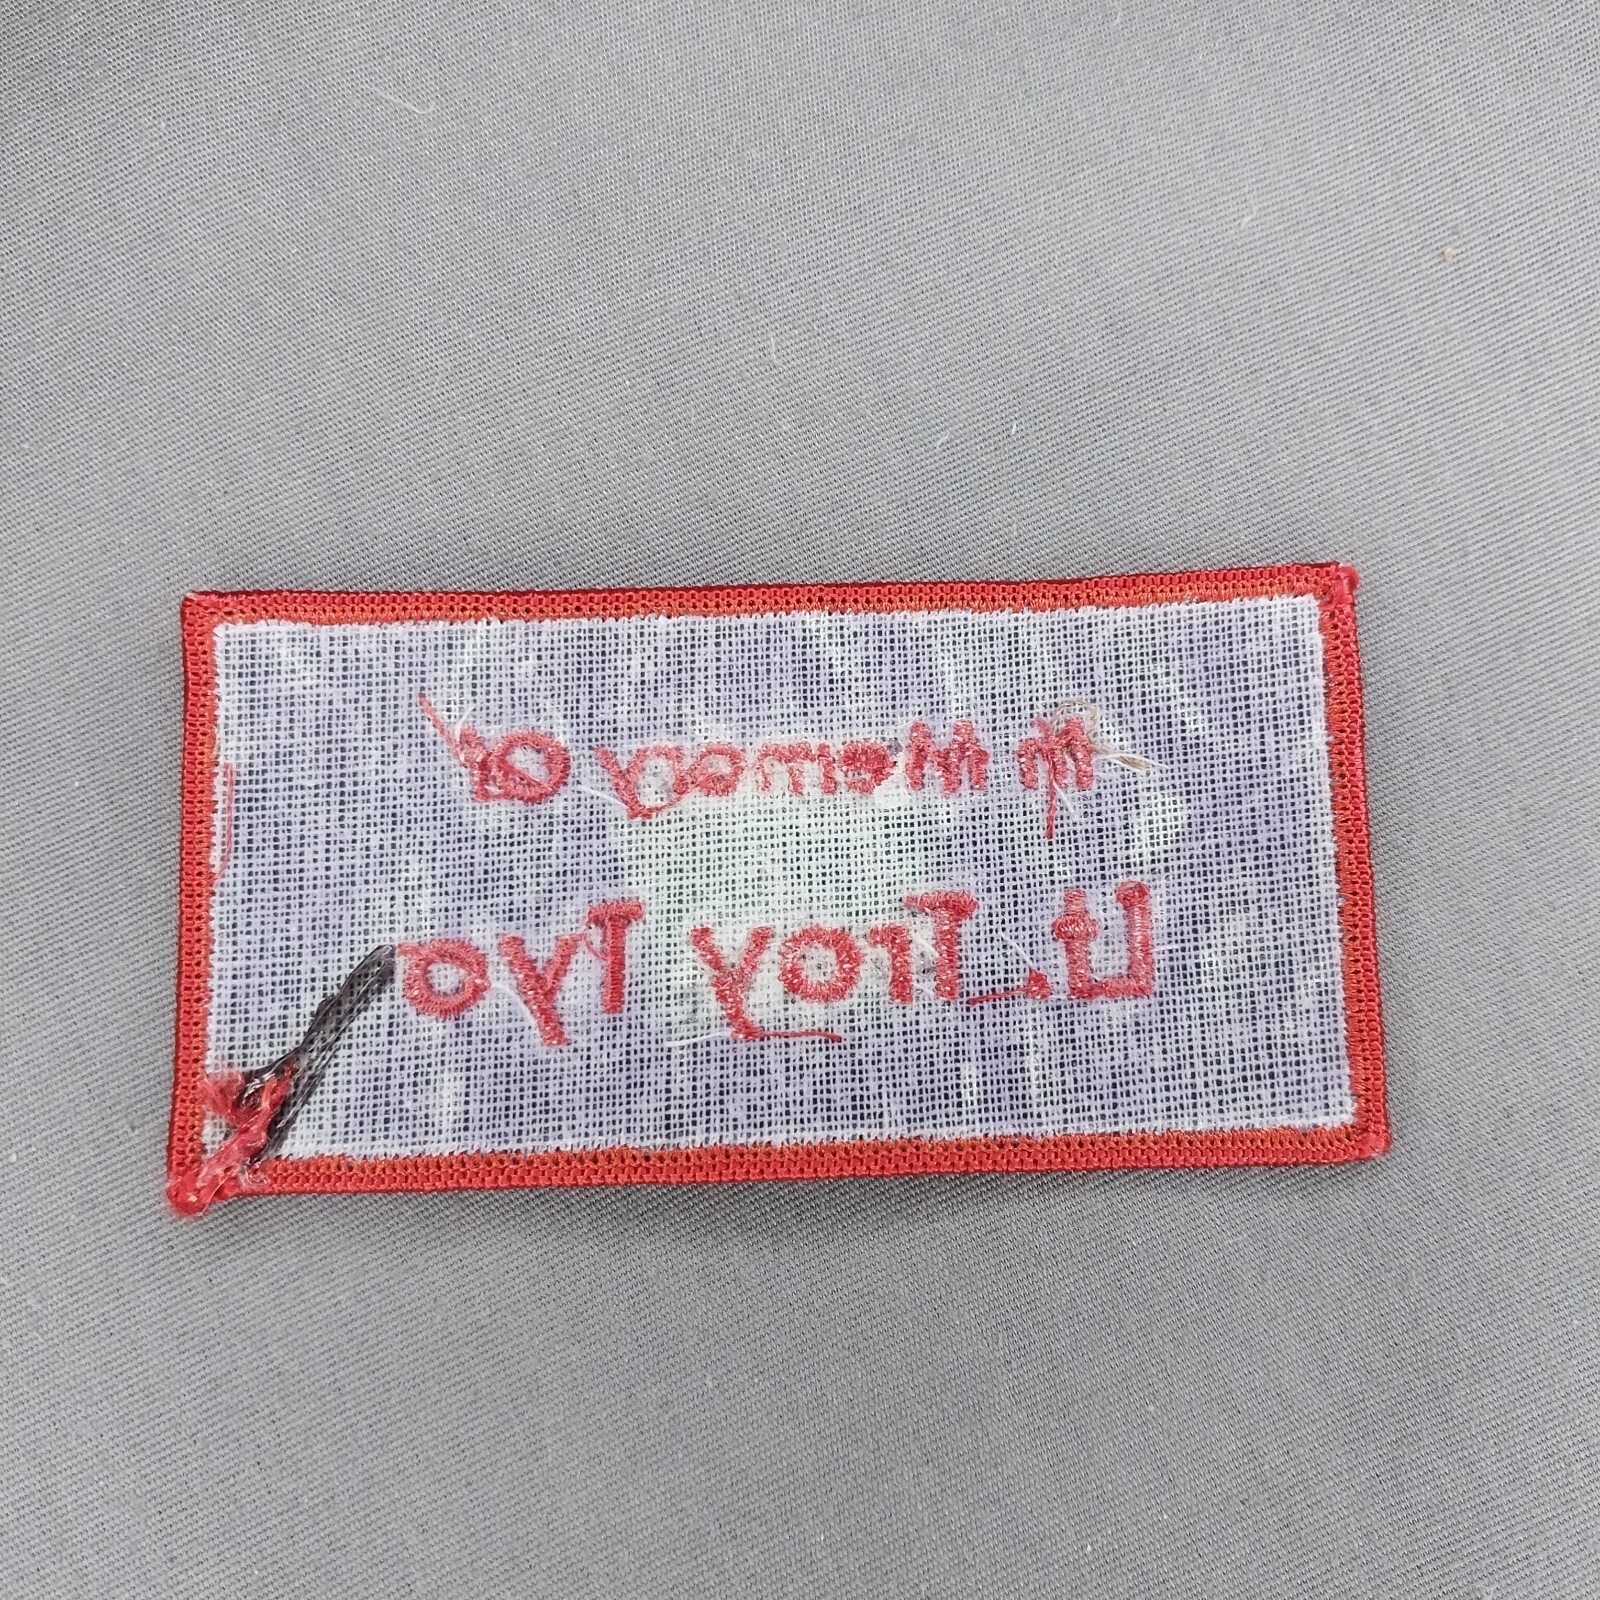 In Memory Of
Lt. Troy Tyo